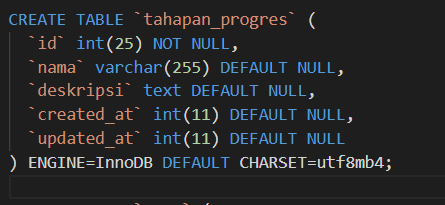 CREATE TABLE `tahapan_progres` (
`id` int(25) NOT NULL,
`nama` varchar(255) DEFAULT NULL,
`deskripsi` text DEFAULT NULL,
`created_at` int(11) DEFAULT NULL,
`updated_at` int(11) DEFAULT NULL
) ENGINE=InnoDB DEFAULT CHARSET=utf8mb4;